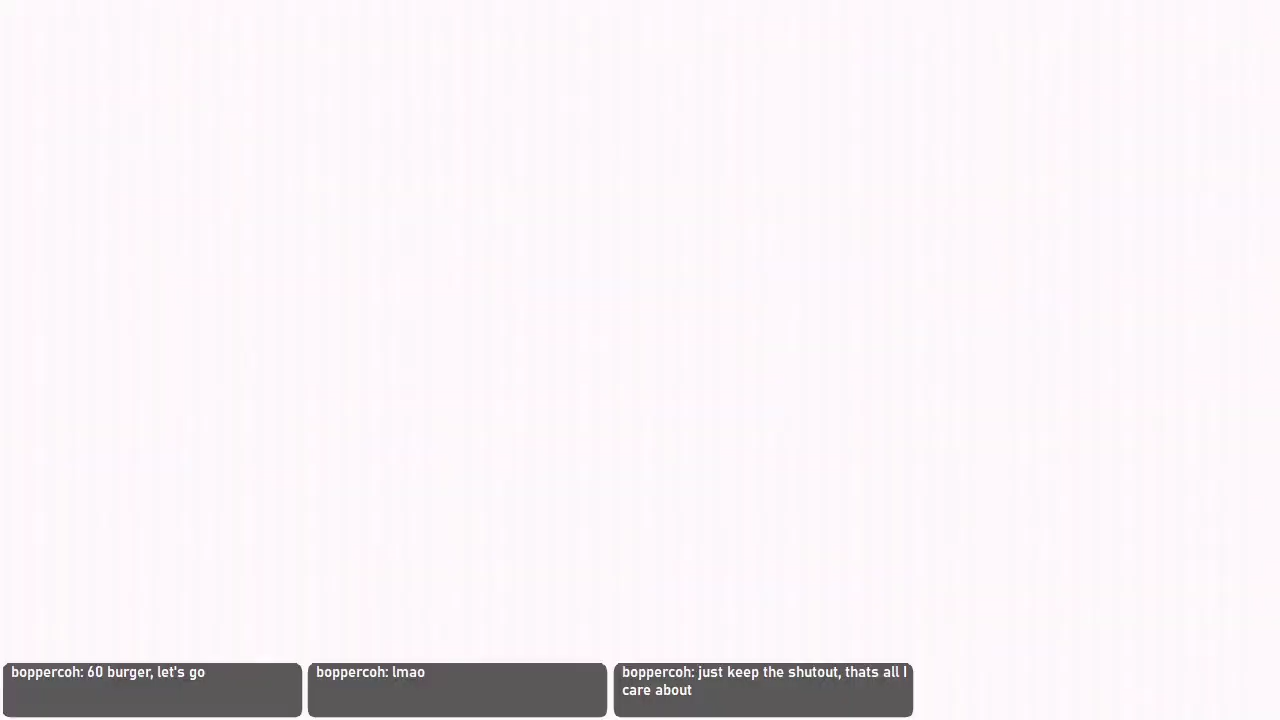 boppercoh: 60 burger, let's go
boppercoh: lmao
boppercoh: just keep the shutout, thats all I
care about